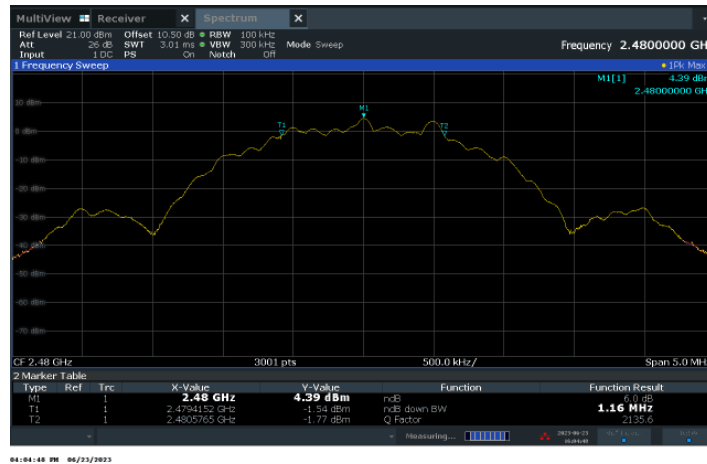 MultiView Receiver X Spectrum X
Ref Level 21.00 dBm Offset 10.50 dB RBW 100 kHz
Att 26 dB SWT 3.01 ms VBW 300 kHz Mode Sweep Frequency 2.4800000 GH
Input 1 DC PS On Notch Off
1 Frequency Sweep 1Pk Max
M1[1] 4.39 dBr
2.48000000 GH
10 dBm
M1
T1
T2
0 dBm
-10 dBm
-20 dBm
-30 dBm
-40 dBm
-50 dBm
-60 dBm
-70 dBm
CF 2.48 GHz 3001 pts 500.0 kHz/ Span 5.0 MH
2 Marker Table
Type Ref Trc X-Value Y-Value Function Function Result
M1 1 2.48 GHz 4.39 dBm ndB 6.0 dB
T1 1 2.4794152 GHz -1.54 dBm ndB down BW 1.16 MHz
T2 1 2.4805765 GHz -1.77 dBm Q Factor 2135.6
Measuring... 2023-06-23
16:04:49
04:04:48 PM 06/23/2023